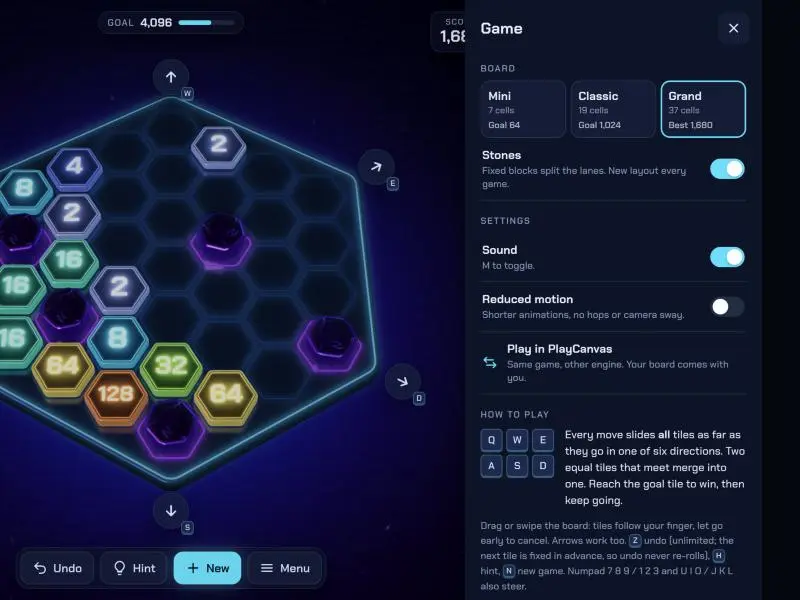 GOAL 4,096
SCO
1,68
W
E
D
S
2
4
8
2
16
16
2
16
8
64
32
128
64
Undo
Hint
New
Menu
Game
BOARD
Mini
7 cells
Goal 64
Classic
19 cells
Goal 1,024
Grand
37 cells
Best 1,680
Stones
Fixed blocks split the lanes. New layout every
game.
SETTINGS
Sound
M to toggle.
Reduced motion
Shorter animations, no hops or camera sway.
Play in PlayCanvas
Same game, other engine. Your board comes with
you.
HOW TO PLAY
Q W E
A S D
Every move slides all tiles as far as
they go in one of six directions. Two
equal tiles that meet merge into
one. Reach the goal tile to win, then
keep going.
Drag or swipe the board: tiles follow your finger, let go
early to cancel. Arrows work too. Z undo (unlimited; the
next tile is fixed in advance, so undo never re-rolls), H
hint, N new game. Numpad 7 8 9 / 1 2 3 and U I O / J K L
also steer.